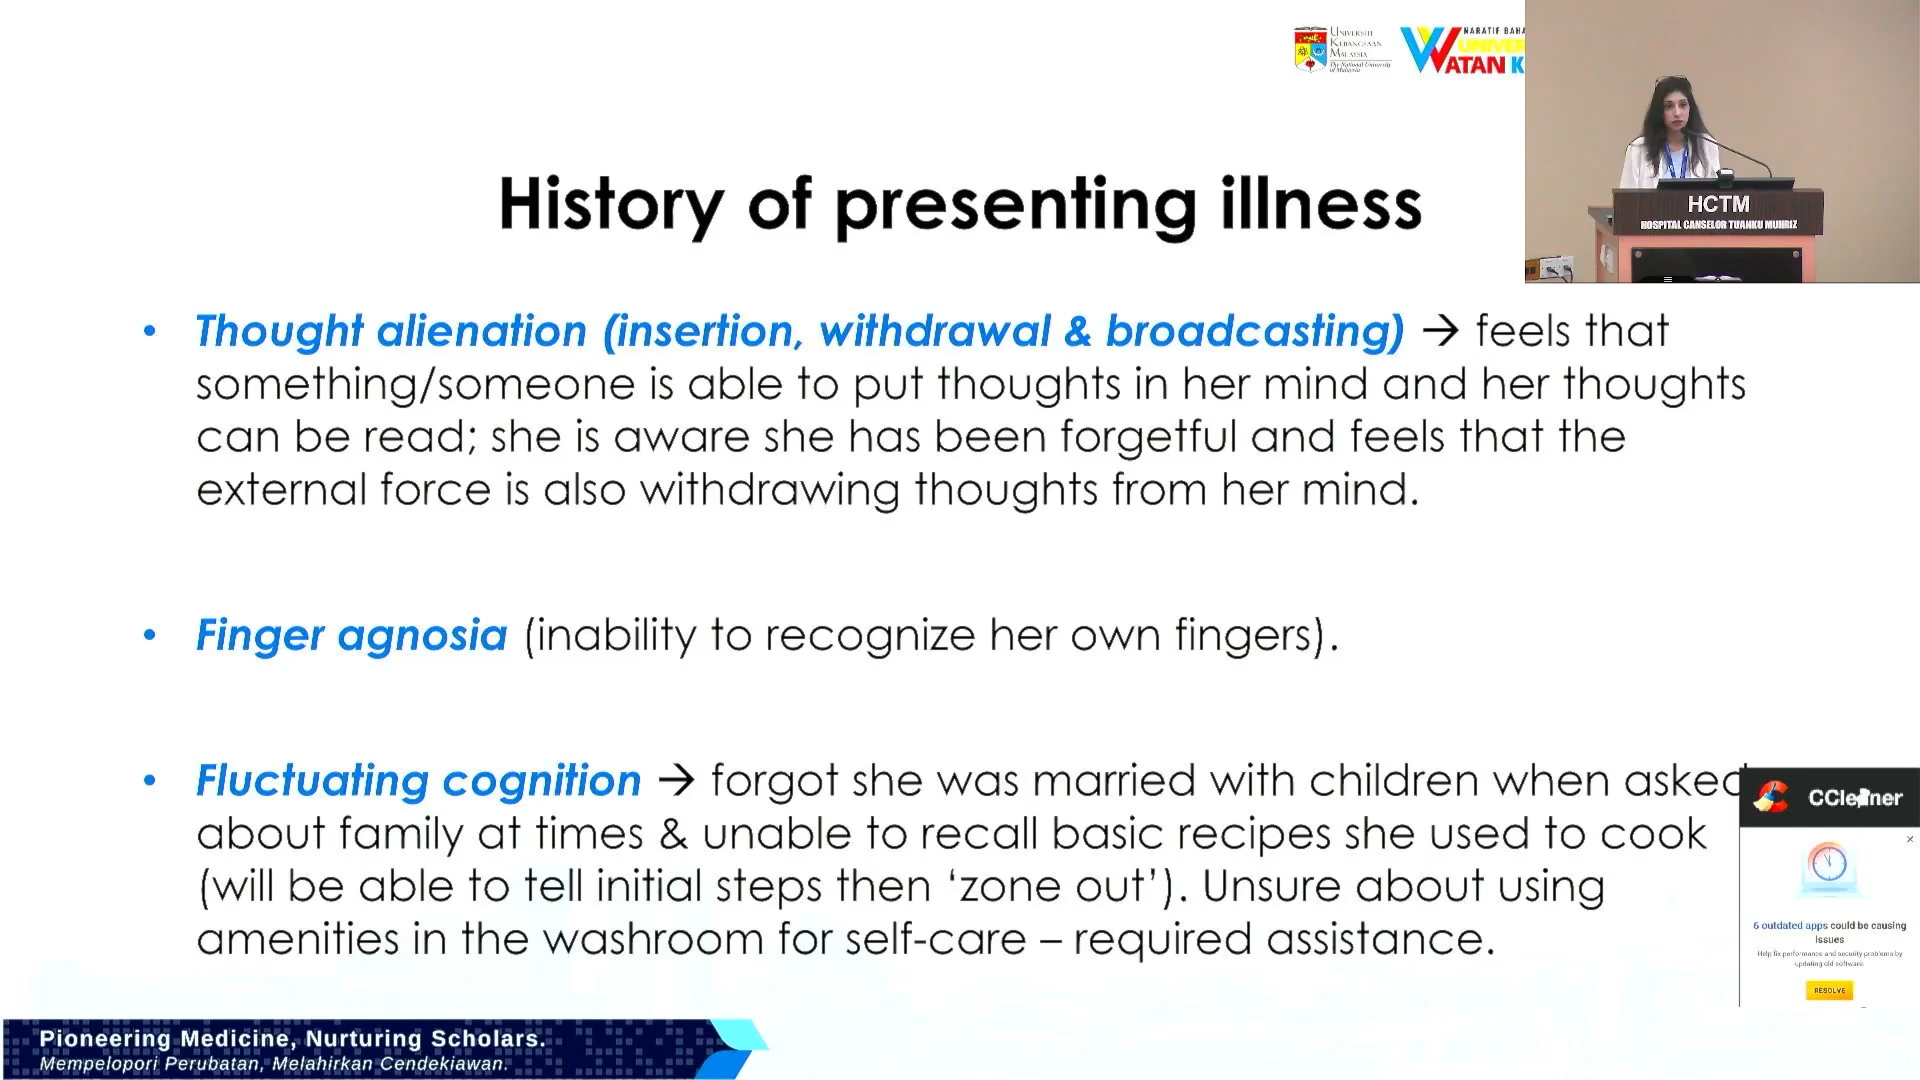 UNIVERSITI
KEBANGSAAN
MALAYSIA
The National University
of Malaysia
NARATIF BAHA
UNIVER
WATAN K
HCTM
HOSPITAL CANSELOR TUANKU MUHRIZ
History of presenting illness
• Thought alienation (insertion, withdrawal & broadcasting) → feels that
something/someone is able to put thoughts in her mind and her thoughts
can be read; she is aware she has been forgetful and feels that the
external force is also withdrawing thoughts from her mind.
• Finger agnosia (inability to recognize her own fingers).
• Fluctuating cognition → forgot she was married with children when asked
about family at times & unable to recall basic recipes she used to cook
(will be able to tell initial steps then ‘zone out’). Unsure about using
amenities in the washroom for self-care – required assistance.
CCleaner
6 outdated apps could be causing
issues
Help fix performance and security problems by
updating old software.
RESOLVE
Pioneering Medicine, Nurturing Scholars.
Mempelopori Perubatan, Melahirkan Cendekiawan.